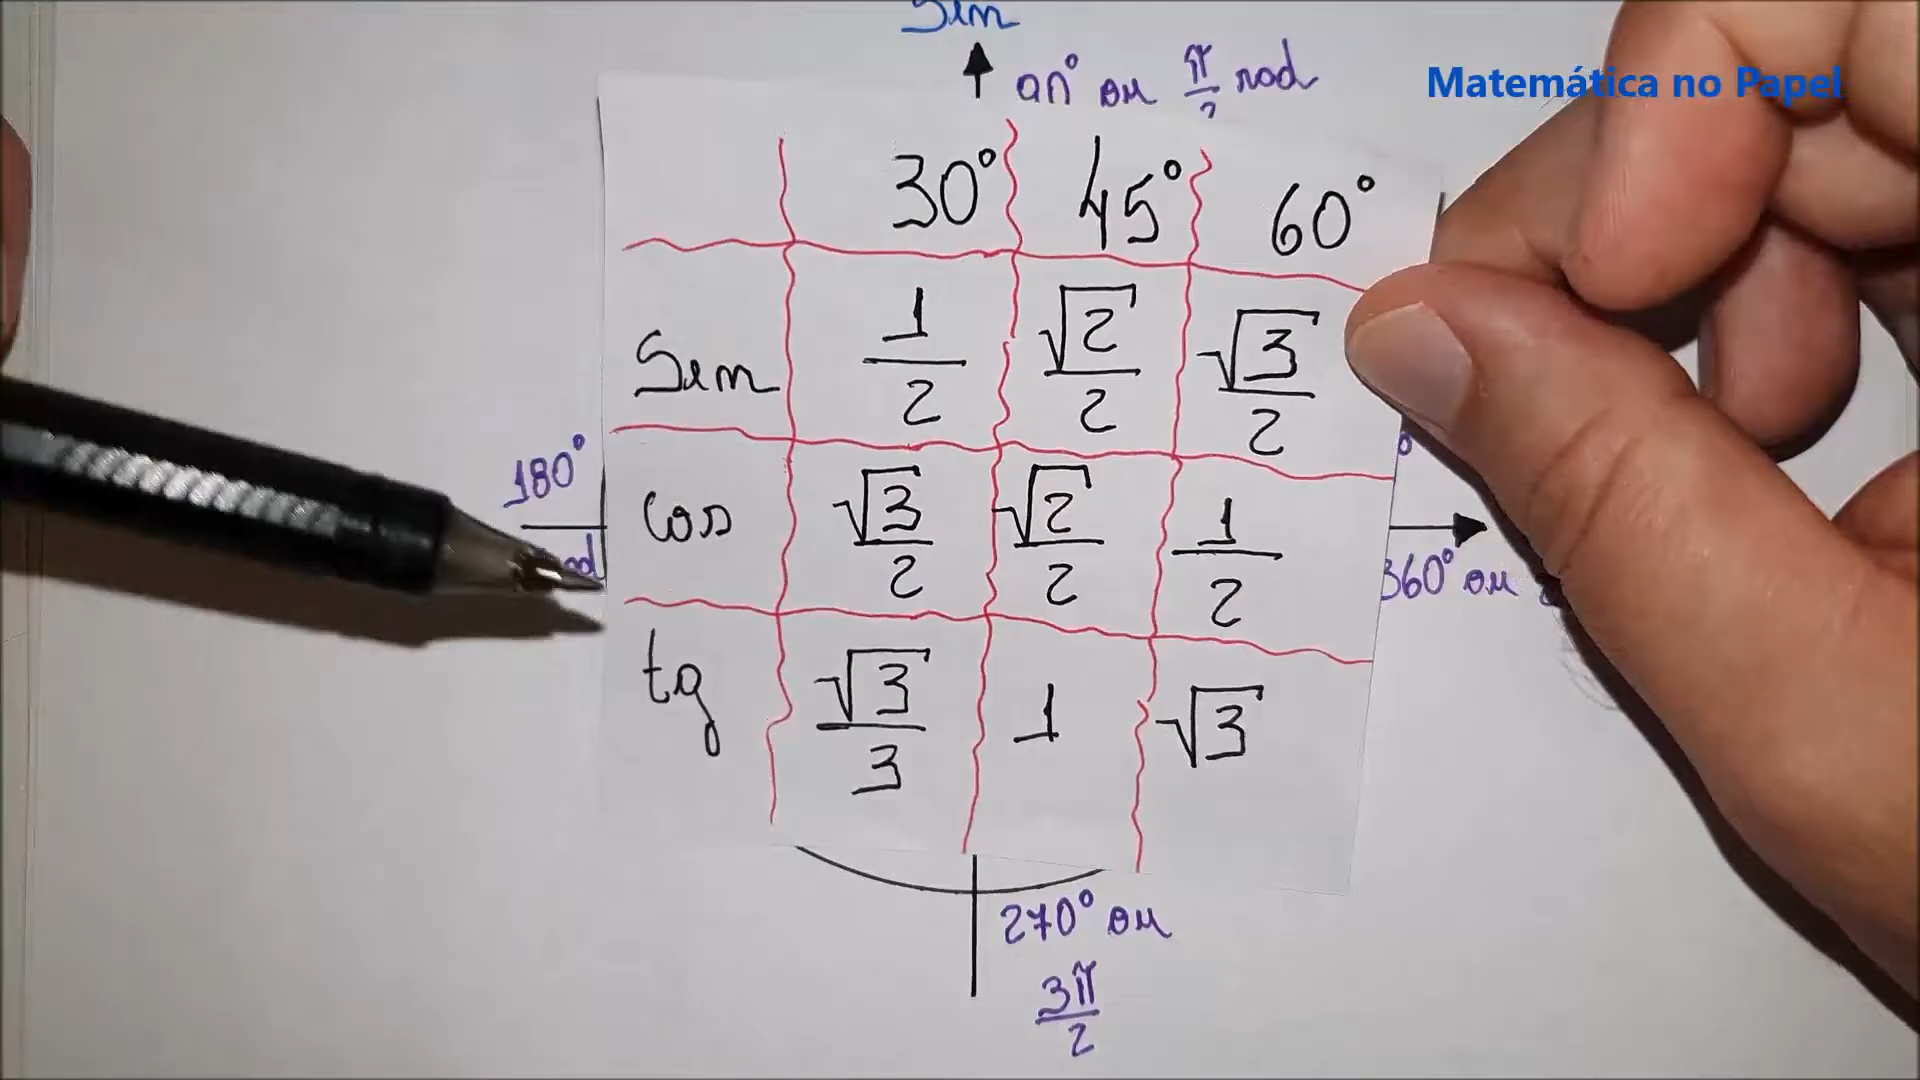 Sen
90° ou π/2 rad
Matemática no Papel
30° 45° 60°
Sen 1/2 √2/2 √3/2
180°
cos √3/2 √2/2 1/2
360° ou
tg √3/3 1 √3
270° ou
3π/2